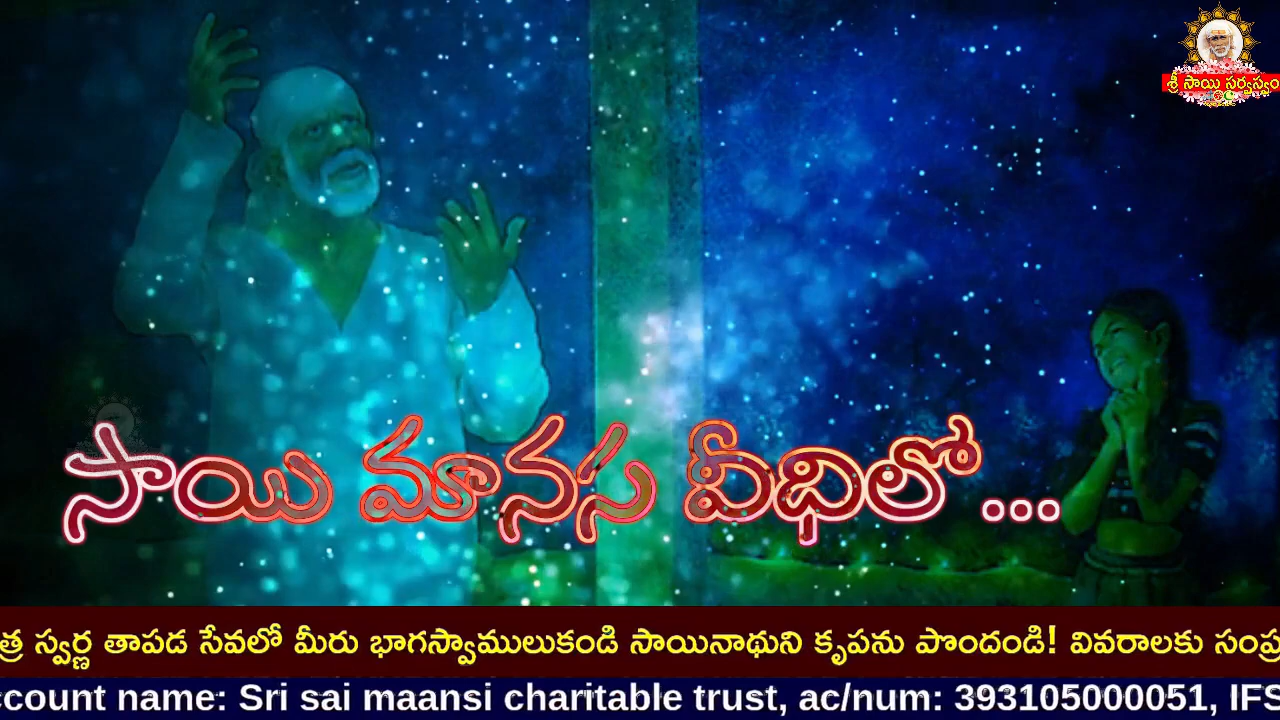 శ్రీ సాయి సర్వస్వం
సాయి మానస వీధిలో...
త్ర స్వర్ణ తాపడ సేవలో మీరు భాగస్వాములుకండి సాయినాథుని కృపను పొందండి! వివరాలకు సంప్ర
ccount name: Sri sai maansi charitable trust, ac/num: 393105000051, IFS